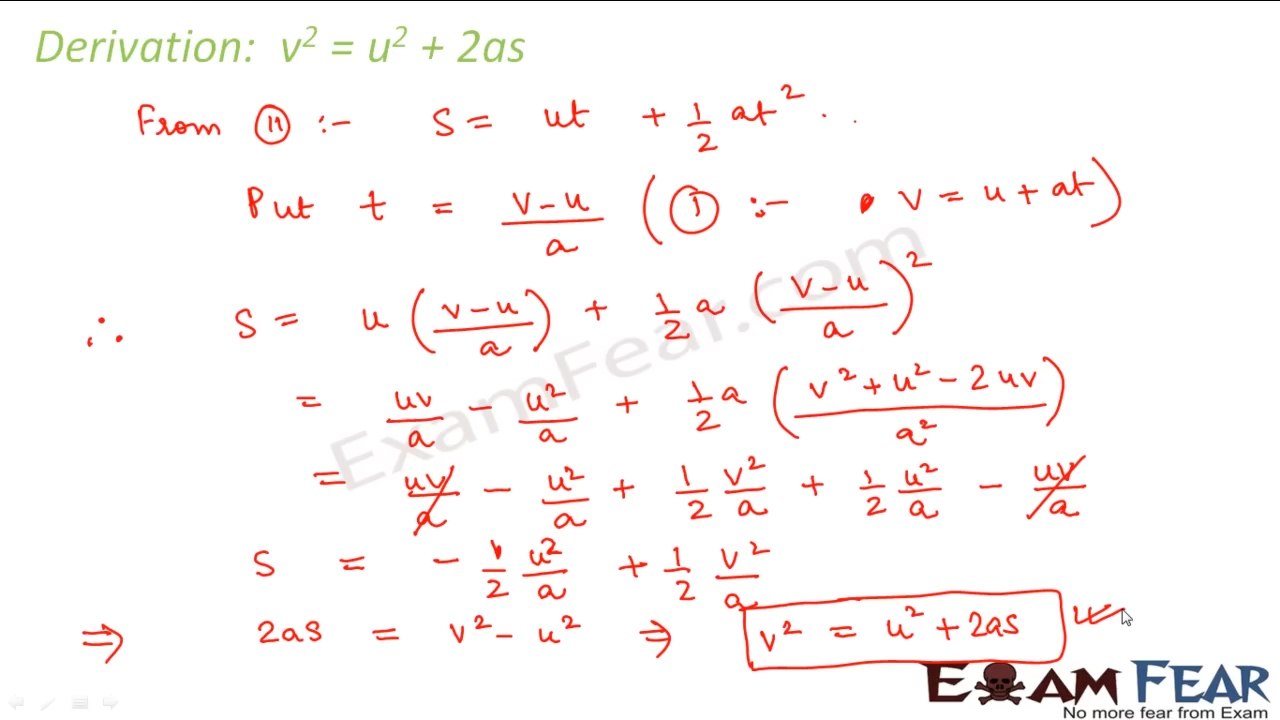 Derivation: v² = u² + 2as
From (II) :- S = ut + 1/2 at² . .
Put t = (v-u)/a ( (I) :- • v = u + at )
∴ S = u ((v-u)/a) + 1/2 a ((v-u)/a)²
= uv/a - u²/a + 1/2 a ((v² + u² - 2uv)/a²)
= uv/a - u²/a + 1/2 v²/a + 1/2 u²/a - uv/a
S = - 1/2 u²/a + 1/2 v²/a
⇒ 2as = v² - u² ⇒ v² = u² + 2as
ExamFear.com
EXAM FEAR
No more fear from Exam